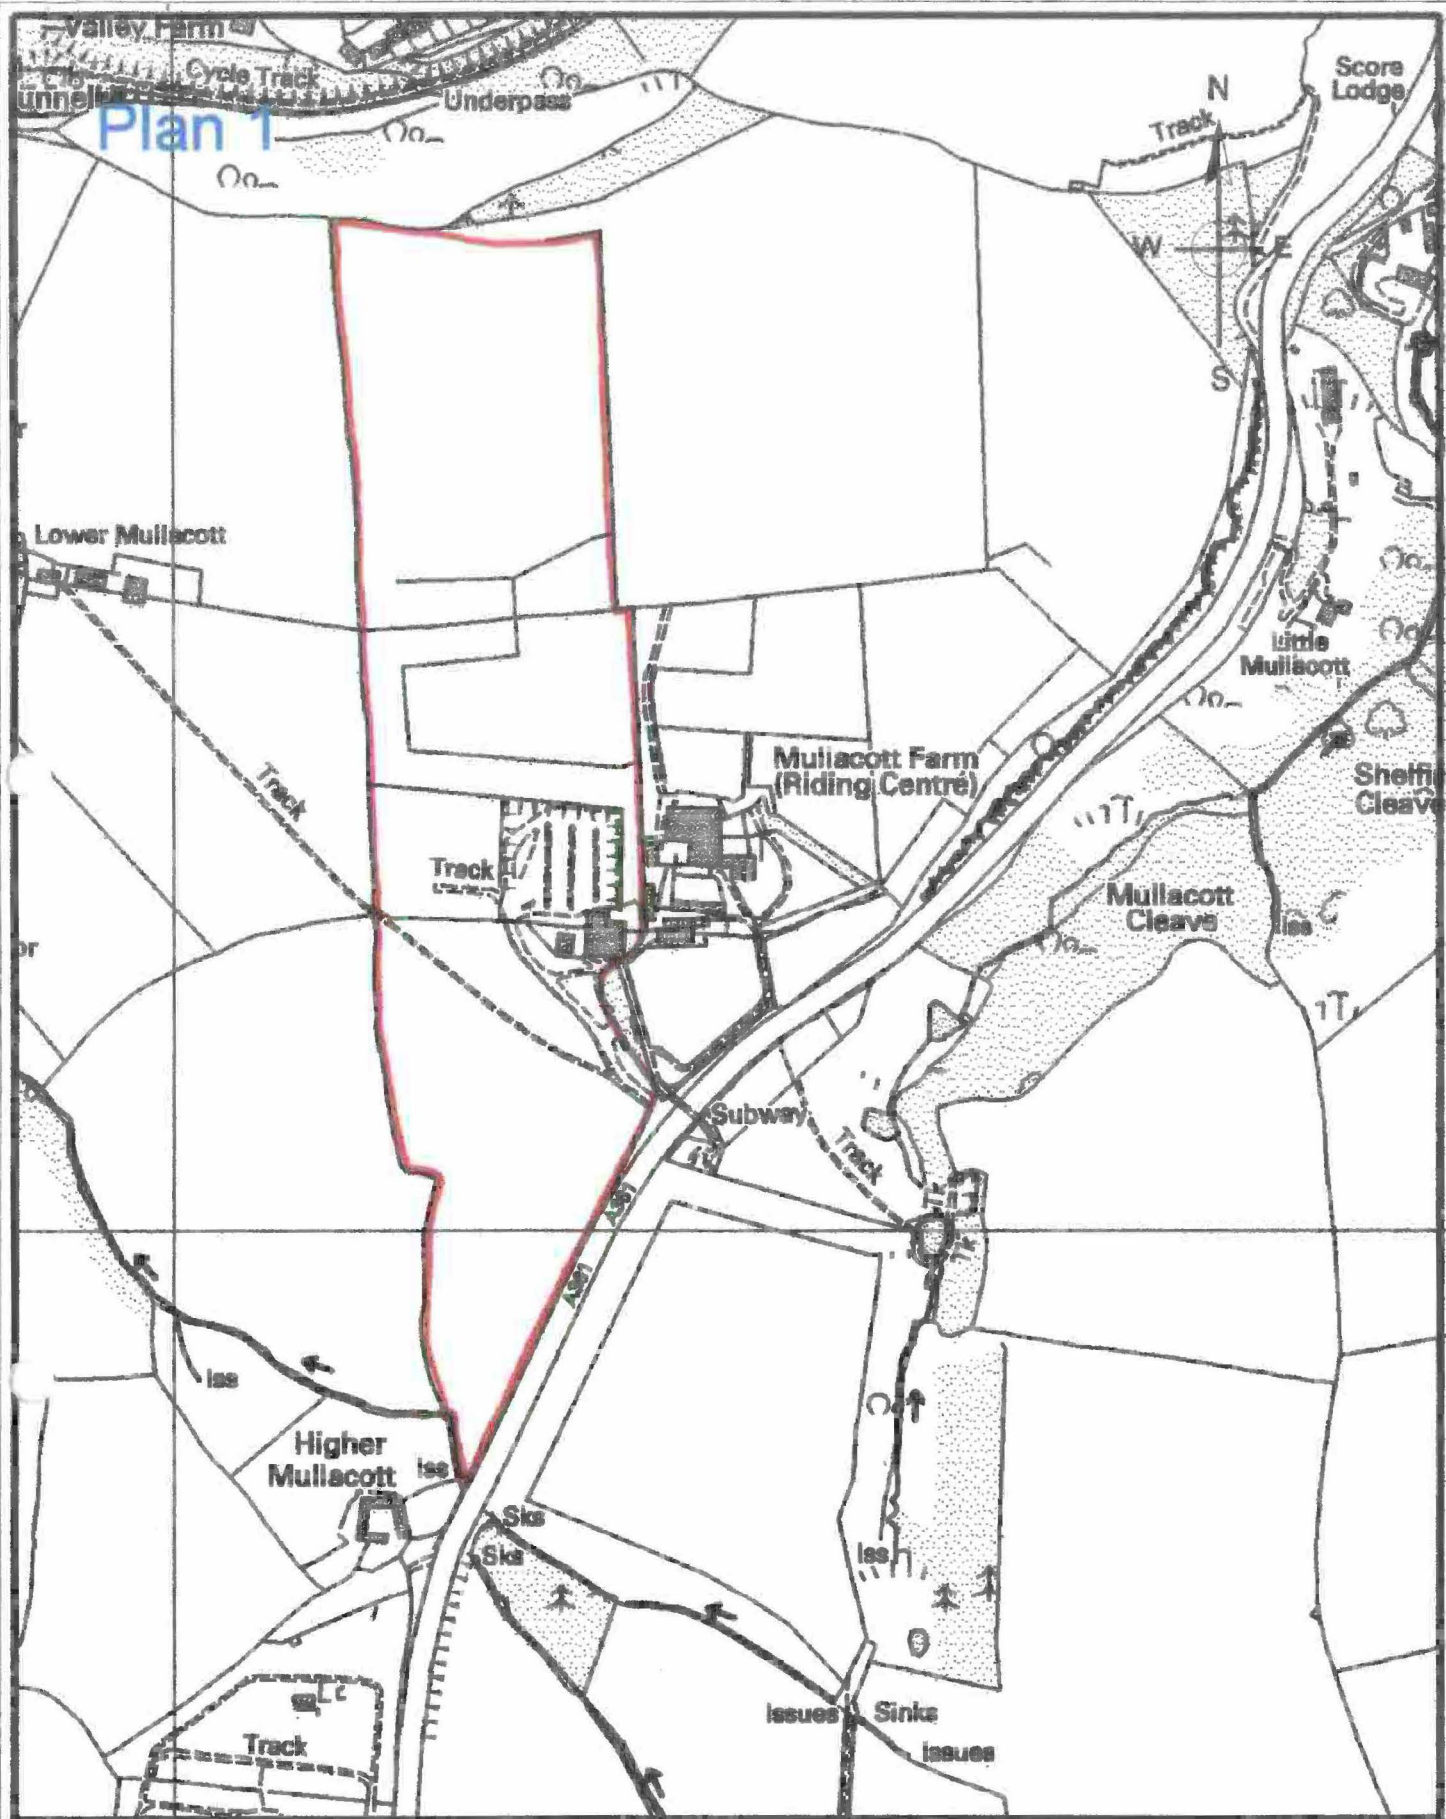 Valley Farm
Cycle Track
Underpass
Plan 1
Score
Lodge
N
Track
W
E
S
Lower Mullacott
Little
Mullacott
Mullacott Farm
(Riding Centre)
Track
Track
Mullacott
Cleave
Cleave
Iss
Subway
Track
Tk
Tk
A361
A361
Iss
Higher
Mullacott
Iss
Sks
Sks
Iss
Issues
Sinks
Issues
Track